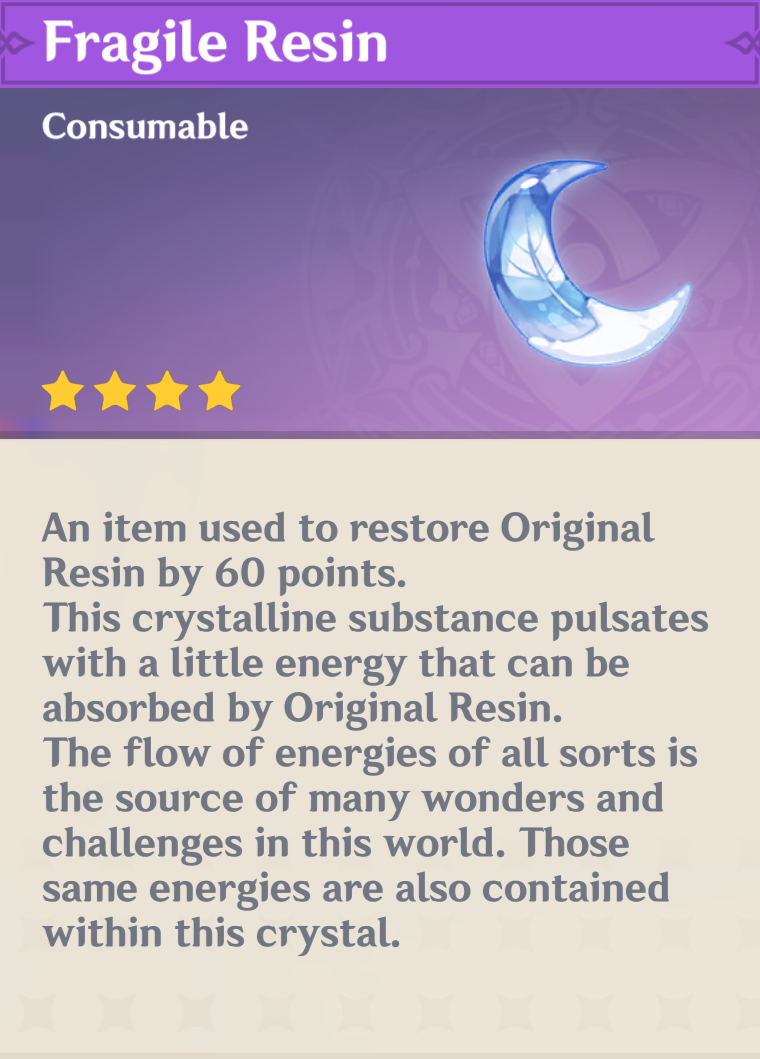 Fragile Resin
Consumable
An item used to restore Original
Resin by 60 points.
This crystalline substance pulsates
with a little energy that can be
absorbed by Original Resin.
The flow of energies of all sorts is
the source of many wonders and
challenges in this world. Those
same energies are also contained
within this crystal.